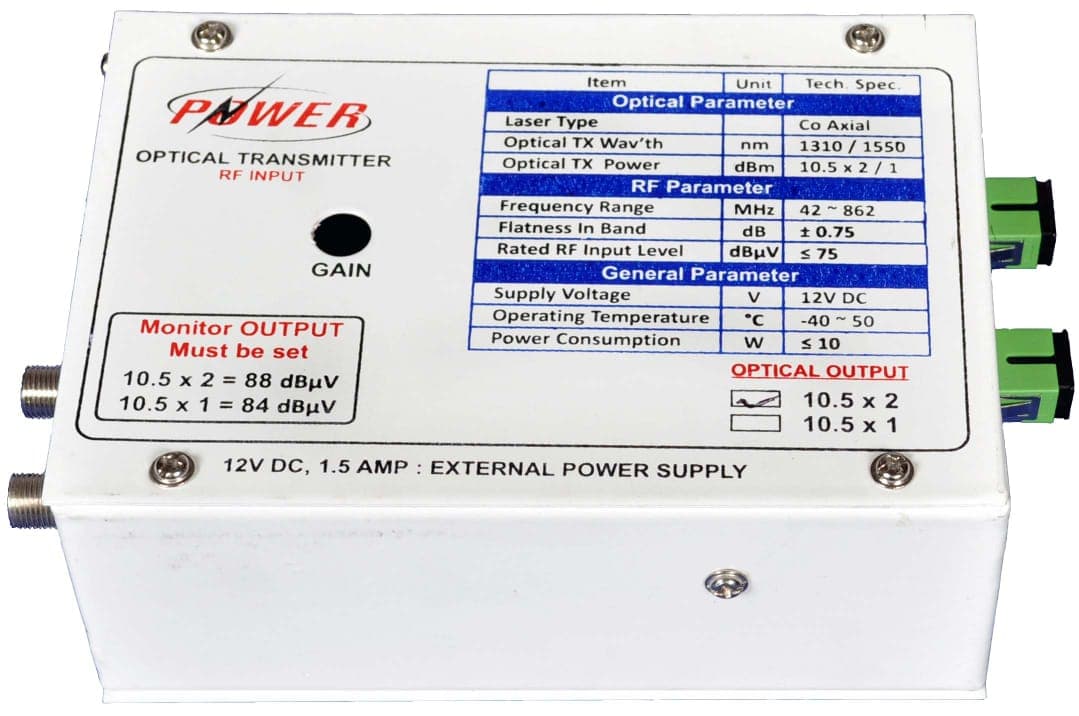 POWER
OPTICAL TRANSMITTER
RF INPUT
GAIN
Monitor OUTPUT
Must be set
10.5 x 2 = 88 dBµV
10.5 x 1 = 84 dBµV
Item Unit Tech. Spec.
Optical Parameter
Laser Type Co Axial
Optical TX Wav'th nm 1310 / 1550
Optical TX Power dBm 10.5 x 2 / 1
RF Parameter
Frequency Range MHz 42 ~ 862
Flatness In Band dB ± 0.75
Rated RF Input Level dBµV ≤ 75
General Parameter
Supply Voltage V 12V DC
Operating Temperature °C -40 ~ 50
Power Consumption W ≤ 10
OPTICAL OUTPUT
10.5 x 2
10.5 x 1
12V DC, 1.5 AMP : EXTERNAL POWER SUPPLY